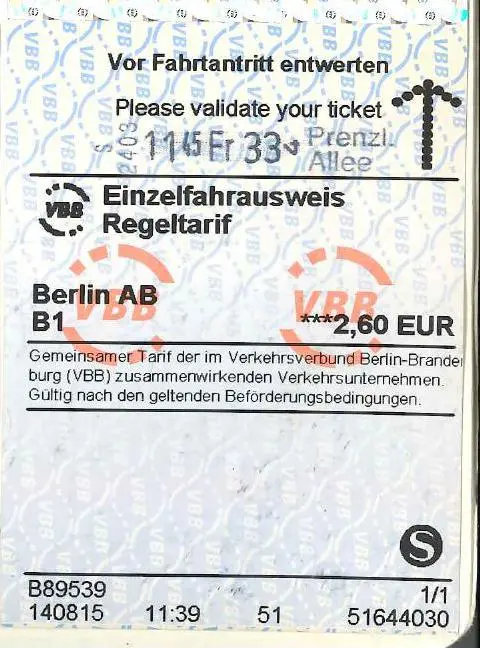 Vor Fahrtantritt entwerten
Please validate your ticket
S 2403 1145 Fr 33 Prenzl.
Allee
VBB Einzelfahrausweis
Regeltarif
VBB VBB
Berlin AB
B1 ***2,60 EUR
Gemeinsamer Tarif der im Verkehrsverbund Berlin-Brande
burg (VBB) zusammenwirkenden Verkehrsunternehmen.
Gültig nach den geltenden Beförderungsbedingungen.
S
B89539 1/1
140815 11:39 51 51644030